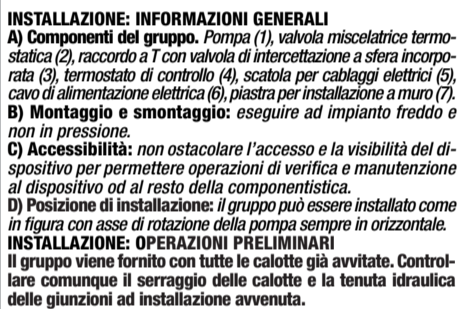 INSTALLAZIONE: INFORMAZIONI GENERALI
A) Componenti del gruppo. Pompa (1), valvola miscelatrice termo-
statica (2), raccordo a T con valvola di intercettazione a sfera incorpo-
rata (3), termostato di controllo (4), scatola per cablaggi elettrici (5),
cavo di alimentazione elettrica (6), piastra per installazione a muro (7).
B) Montaggio e smontaggio: eseguire ad impianto freddo e
non in pressione.
C) Accessibilità: non ostacolare l'accesso e la visibilità del di-
spositivo per permettere operazioni di verifica e manutenzione
al dispositivo od al resto della componentistica.
D) Posizione di installazione: il gruppo può essere installato come
in figura con asse di rotazione della pompa sempre in orizzontale.
INSTALLAZIONE: OPERAZIONI PRELIMINARI
Il gruppo viene fornito con tutte le calotte già avvitate. Control-
lare comunque il serraggio delle calotte e la tenuta idraulica
delle giunzioni ad installazione avvenuta.